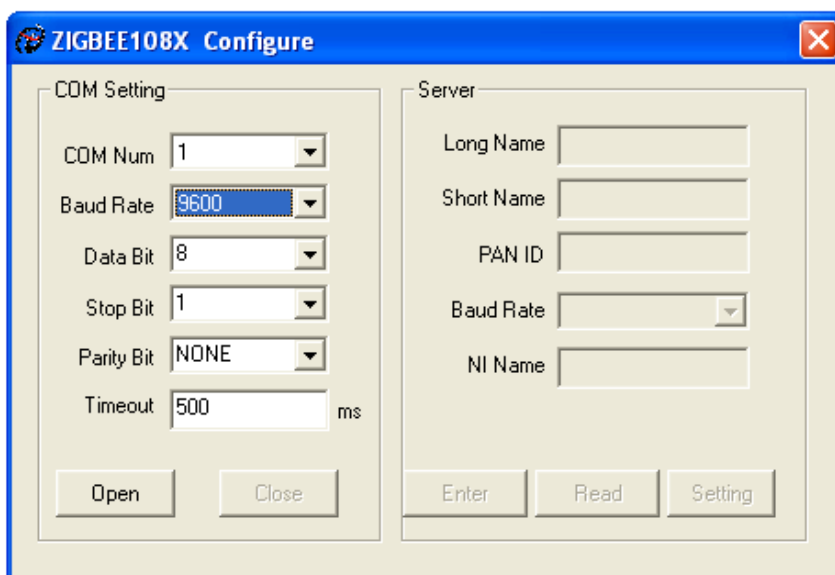 ZIGBEE108X Configure
COM Setting
COM Num 1
Baud Rate 9600
Data Bit 8
Stop Bit 1
Parity Bit NONE
Timeout 500 ms
Open Close
Server
Long Name
Short Name
PAN ID
Baud Rate
NI Name
Enter Read Setting